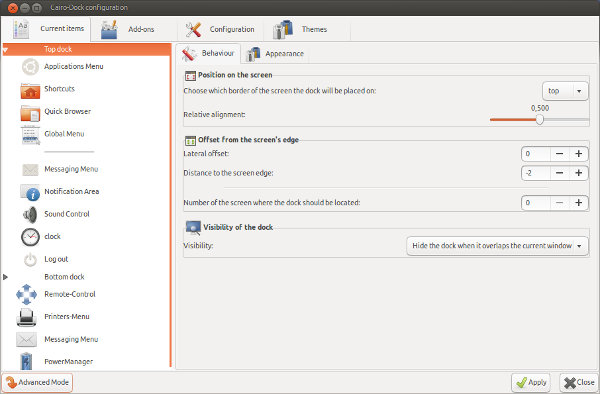 Cairo-Dock configuration
Current items
Add-ons
Configuration
Themes
Top dock
Applications Menu
Shortcuts
Quick Browser
Global Menu
Messaging Menu
Notification Area
Sound Control
clock
Log out
Bottom dock
Remote-Control
Printers-Menu
Messaging Menu
PowerManager
Behaviour
Appearance
Position on the screen
Choose which border of the screen the dock will be placed on:
top
Relative alignment:
0,500
Offset from the screen's edge
Lateral offset:
0
Distance to the screen edge:
-2
Number of the screen where the dock should be located:
0
Visibility of the dock
Visibility:
Hide the dock when it overlaps the current window
Advanced Mode
Apply
Close